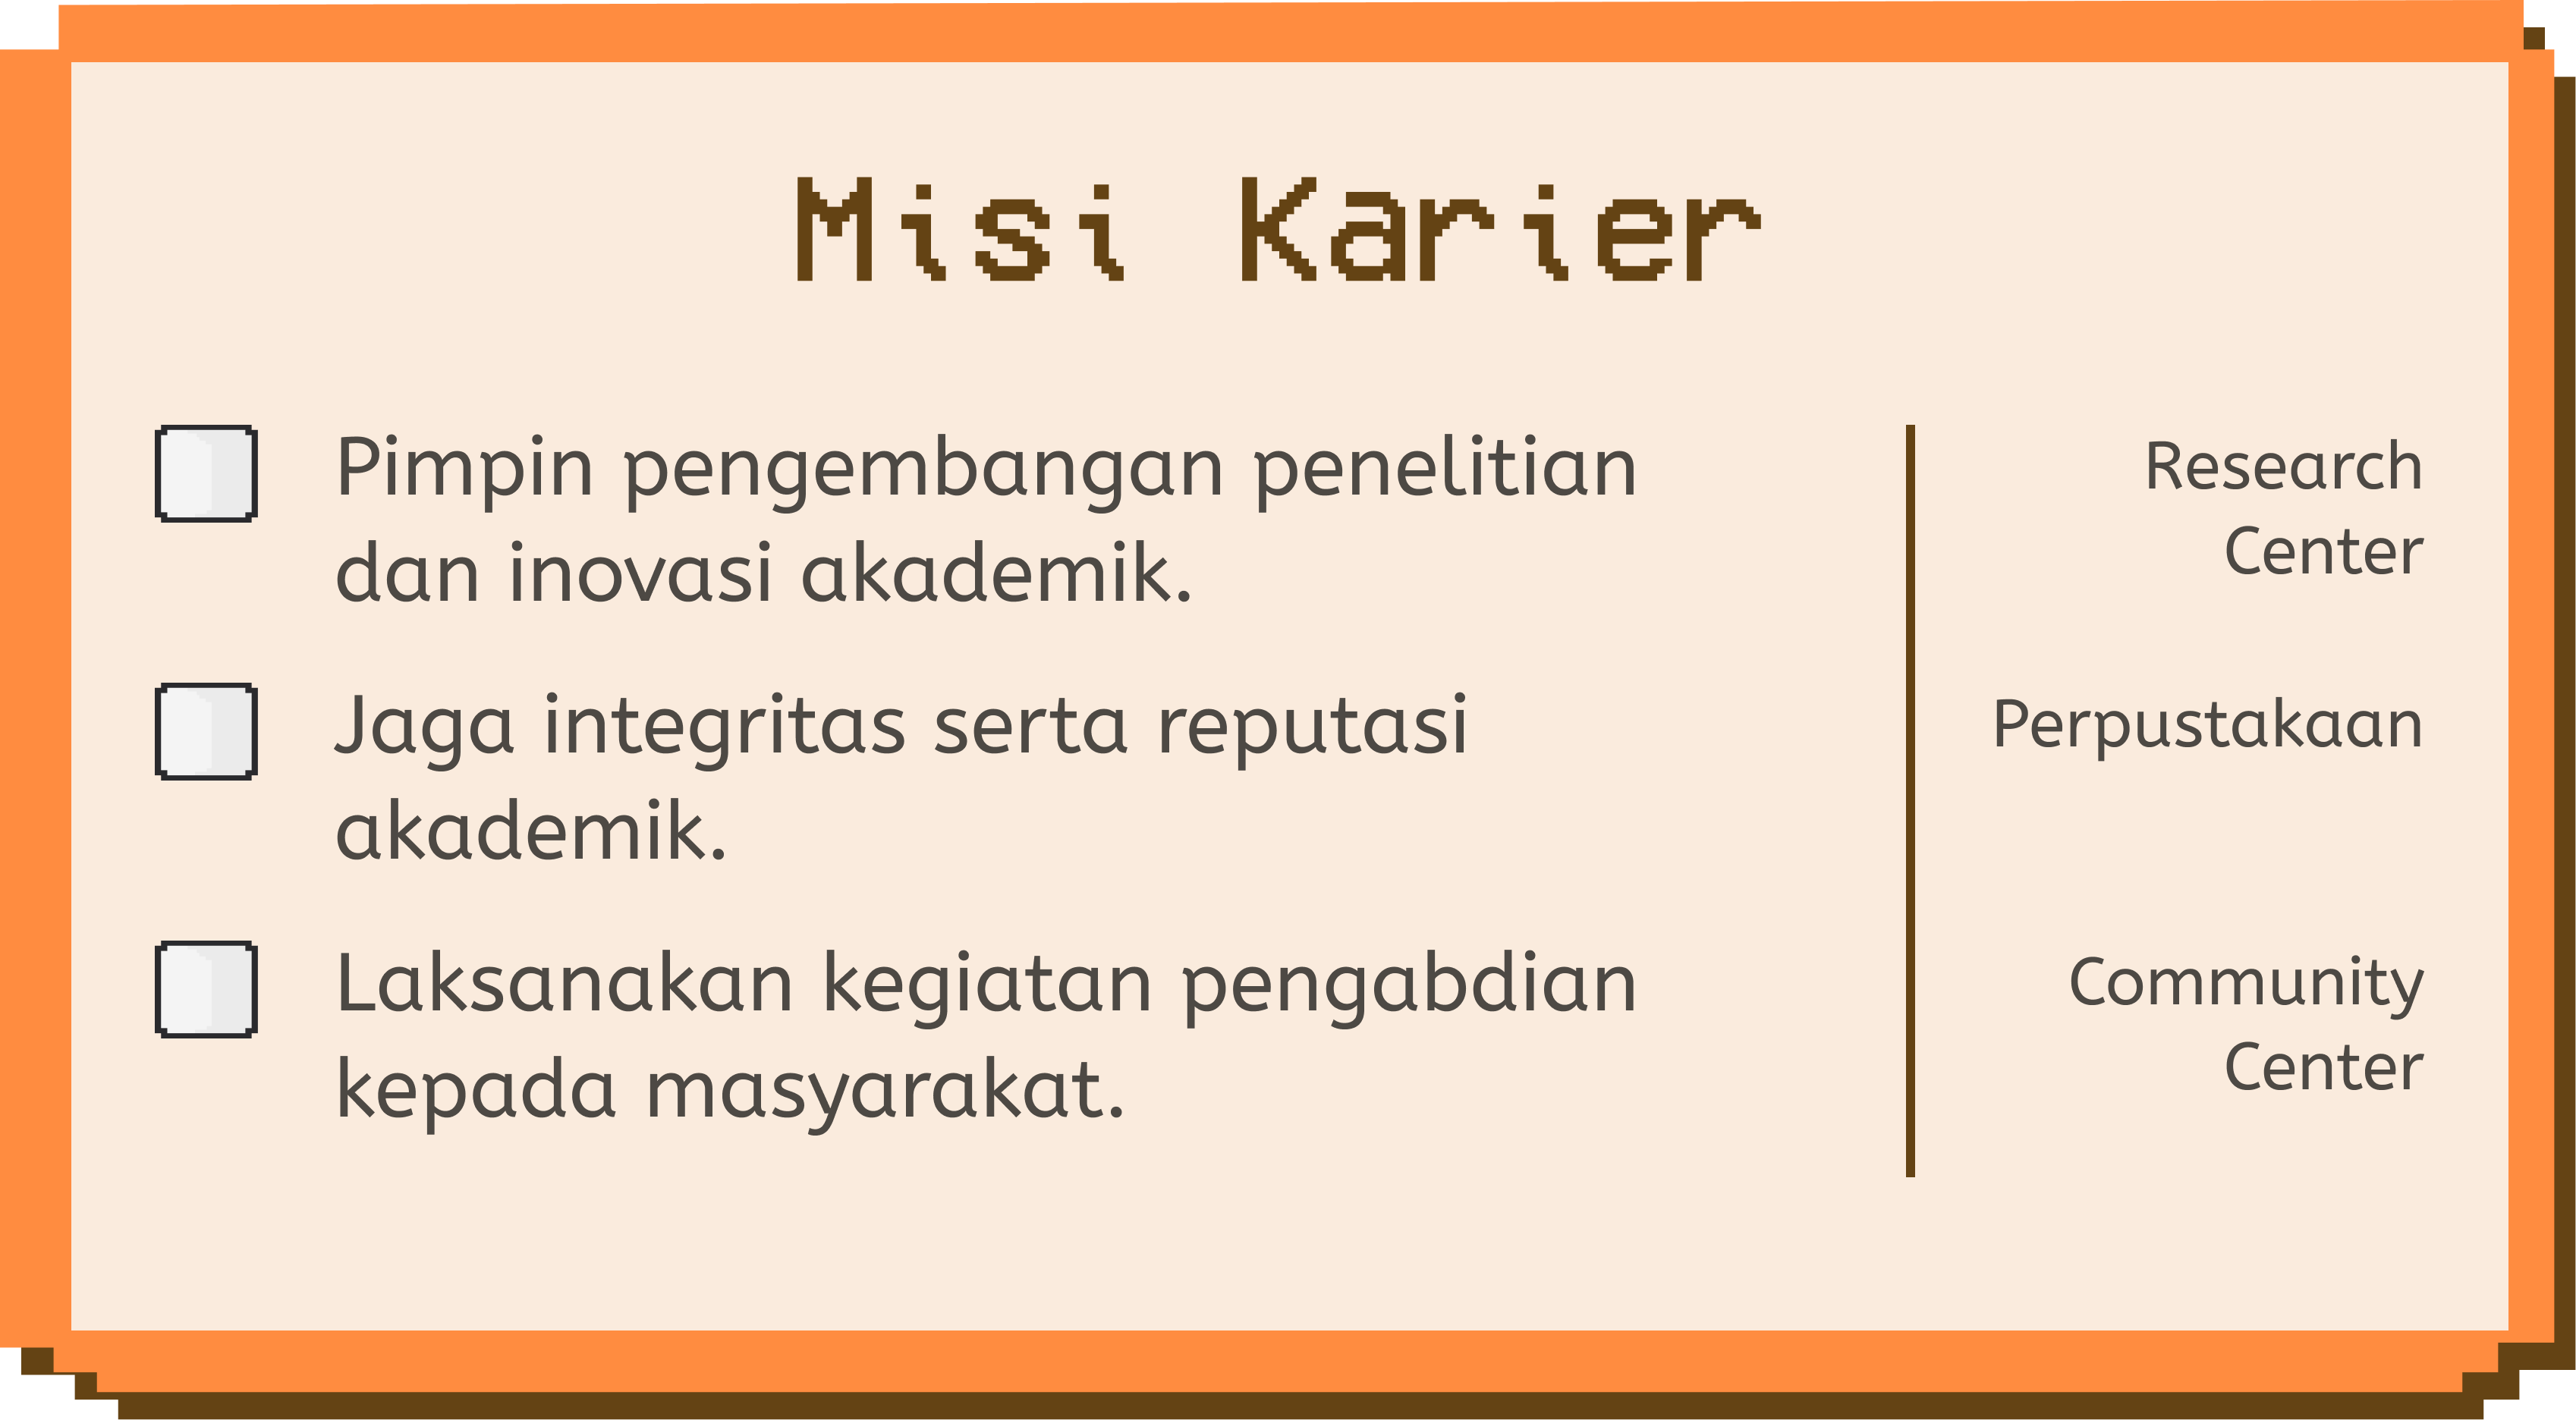 Misi Karier
Pimpin pengembangan penelitian
dan inovasi akademik.
Research
Center
Jaga integritas serta reputasi
akademik.
Perpustakaan
Laksanakan kegiatan pengabdian
kepada masyarakat.
Community
Center